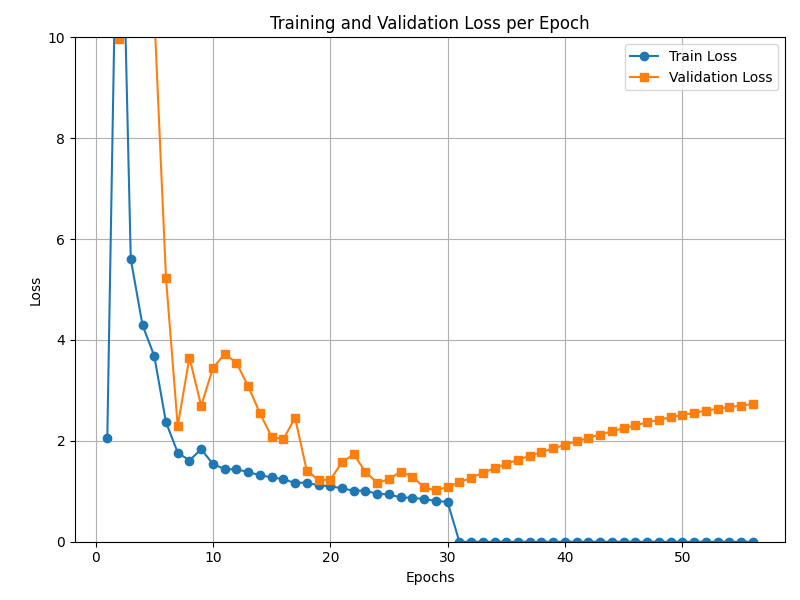 Training and Validation Loss per Epoch
Train Loss
Validation Loss
Loss
10
8
6
4
2
0
0 10 20 30 40 50
Epochs